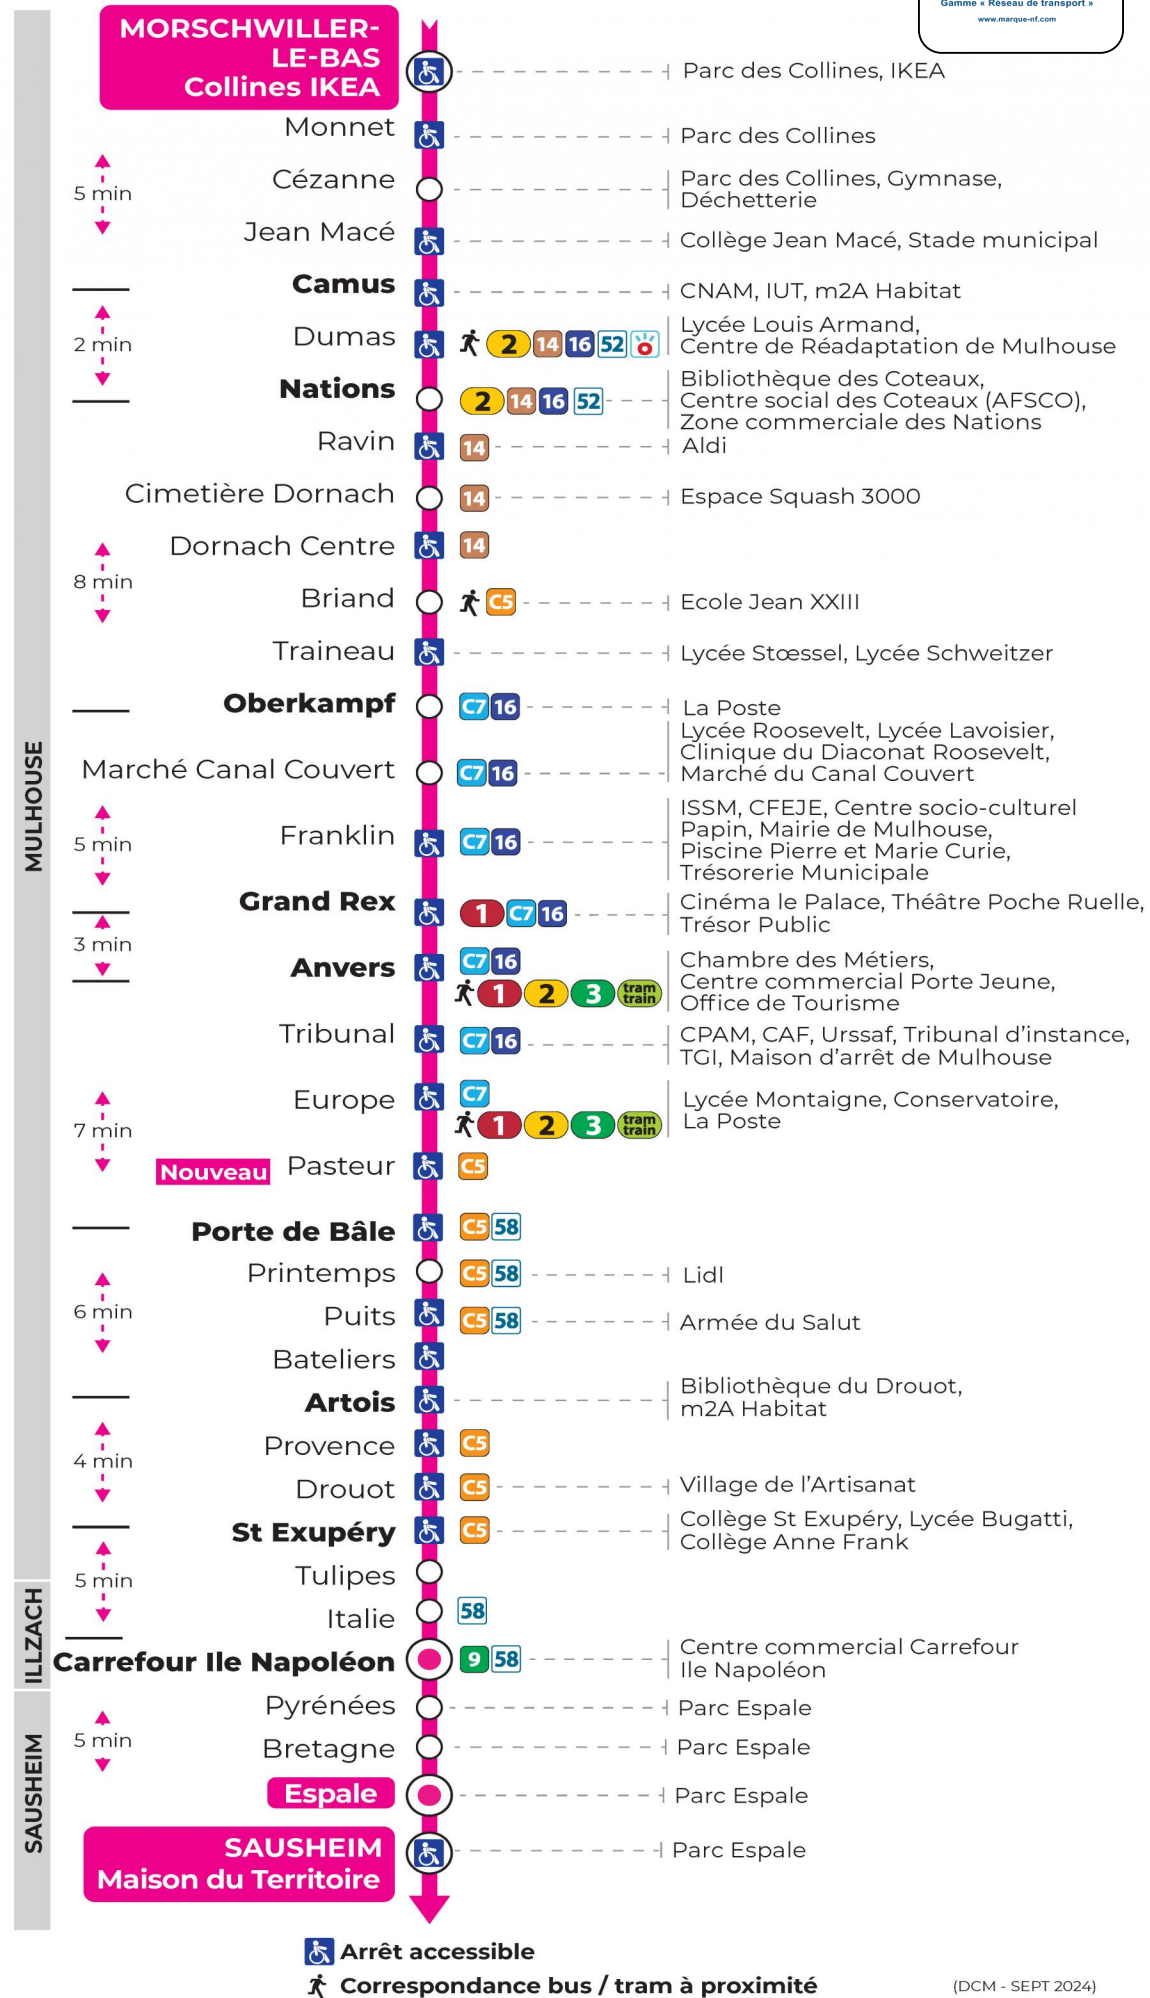 Gamme « Réseau de transport »
www.marque-nf.com
MORSCHWILLER-
LE-BAS
Collines IKEA
Parc des Collines, IKEA
Monnet
Parc des Collines
5 min
Cézanne
Parc des Collines, Gymnase,
Déchetterie
Jean Macé
Collège Jean Macé, Stade municipal
Camus
CNAM, IUT, m2A Habitat
2 min
Dumas
2 14 16 52
Lycée Louis Armand,
Centre de Réadaptation de Mulhouse
Nations
2 14 16 52
Bibliothèque des Coteaux,
Centre social des Coteaux (AFSCO),
Zone commerciale des Nations
Ravin
14
Aldi
Cimetière Dornach
14
Espace Squash 3000
Dornach Centre
14
8 min
Briand
C5
Ecole Jean XXIII
Traineau
Lycée Stœssel, Lycée Schweitzer
Oberkampf
C7 16
La Poste
MULHOUSE
Marché Canal Couvert
C7 16
Lycée Roosevelt, Lycée Lavoisier,
Clinique du Diaconat Roosevelt,
Marché du Canal Couvert
5 min
Franklin
C7 16
ISSM, CFEJE, Centre socio-culturel
Papin, Mairie de Mulhouse,
Piscine Pierre et Marie Curie,
Trésorerie Municipale
Grand Rex
1 C7 16
Cinéma le Palace, Théâtre Poche Ruelle,
Trésor Public
3 min
Anvers
C7 16
1 2 3 tram train
Chambre des Métiers,
Centre commercial Porte Jeune,
Office de Tourisme
Tribunal
C7 16
CPAM, CAF, Urssaf, Tribunal d'instance,
TGI, Maison d'arrêt de Mulhouse
7 min
Europe
C7
1 2 3 tram train
Lycée Montaigne, Conservatoire,
La Poste
Nouveau Pasteur
C5
Porte de Bâle
C5 58
Printemps
C5 58
Lidl
6 min
Puits
C5 58
Armée du Salut
Bateliers
Artois
Bibliothèque du Drouot,
m2A Habitat
Provence
C5
4 min
Drouot
C5
Village de l'Artisanat
St Exupéry
C5
Collège St Exupéry, Lycée Bugatti,
Collège Anne Frank
5 min
Tulipes
ILLZACH
Italie
58
Carrefour Ile Napoléon
9 58
Centre commercial Carrefour
Ile Napoléon
SAUSHEIM
Pyrénées
Parc Espale
5 min
Bretagne
Parc Espale
Espale
Parc Espale
SAUSHEIM
Maison du Territoire
Parc Espale
Arrêt accessible
Correspondance bus / tram à proximité
(DCM - SEPT 2024)